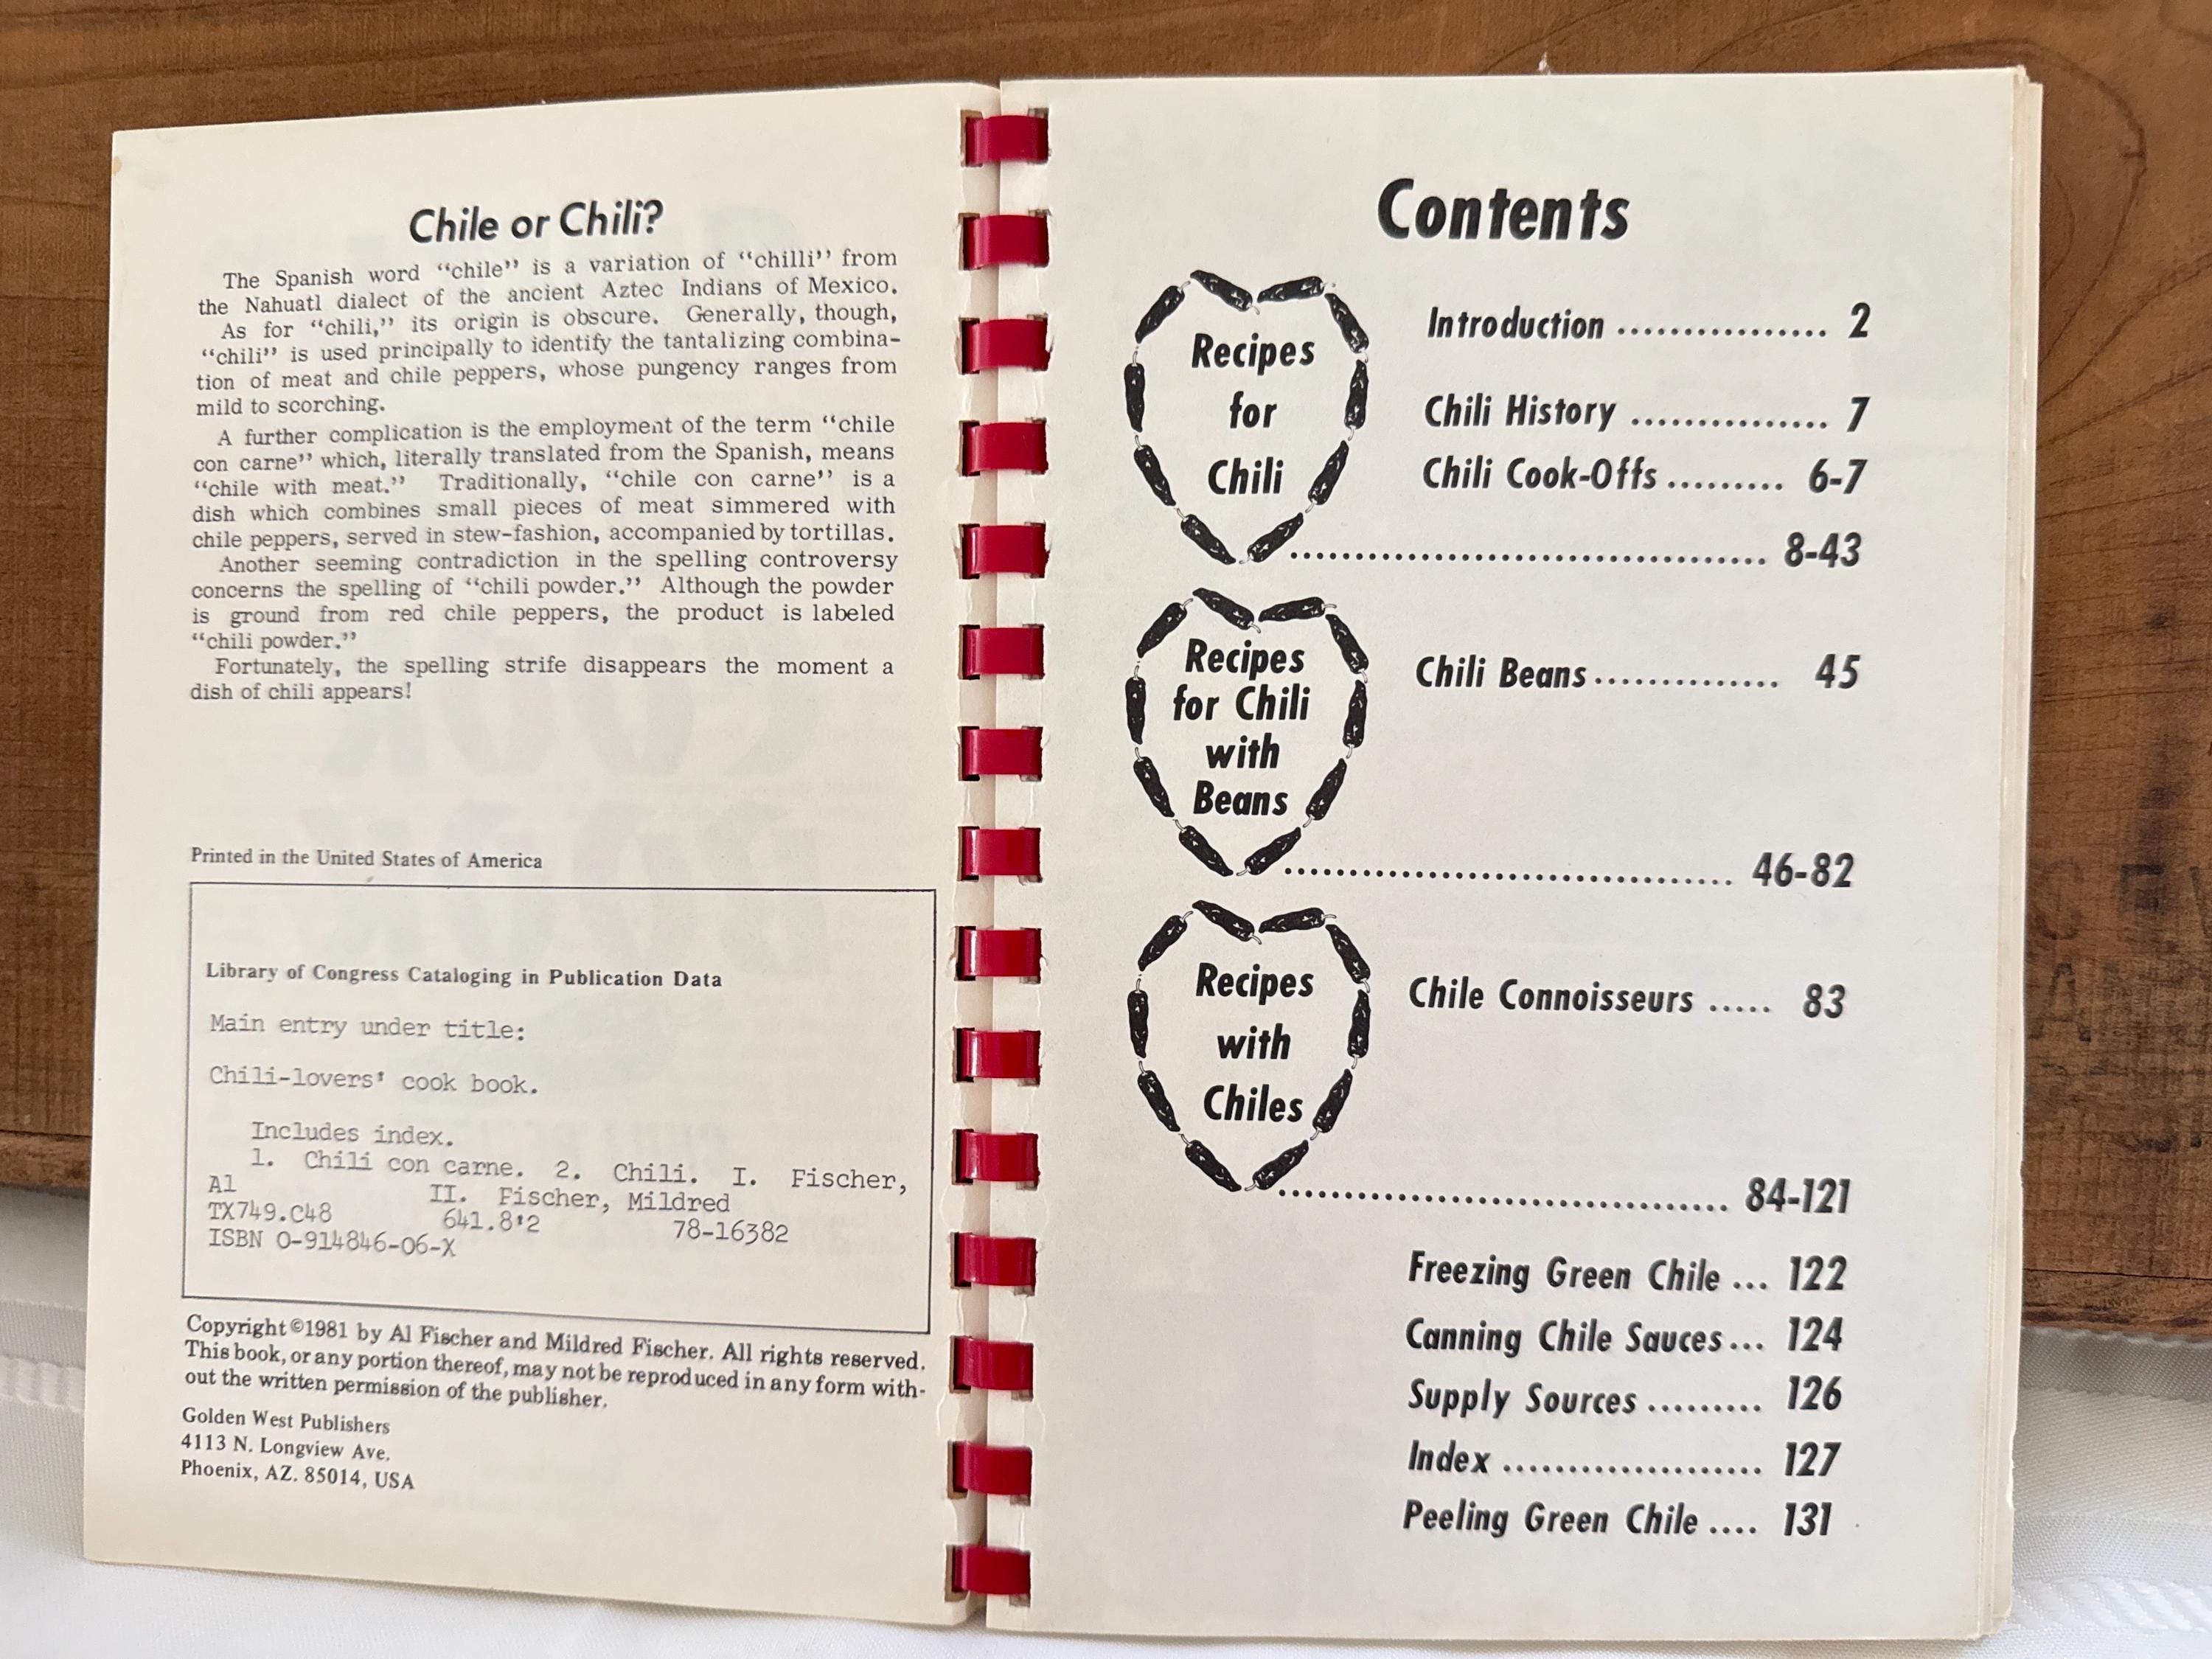 Chile or Chili?
The Spanish word “chile” is a variation of “chilli” from
the Nahuatl dialect of the ancient Aztec Indians of Mexico.
As for “chili,” its origin is obscure. Generally, though,
“chili” is used principally to identify the tantalizing combina-
tion of meat and chile peppers, whose pungency ranges from
mild to scorching.
A further complication is the employment of the term “chile
con carne” which, literally translated from the Spanish, means
“chile with meat.” Traditionally, “chile con carne” is a
dish which combines small pieces of meat simmered with
chile peppers, served in stew-fashion, accompanied by tortillas.
Another seeming contradiction in the spelling controversy
concerns the spelling of “chili powder.” Although the powder
is ground from red chile peppers, the product is labeled
“chili powder.”
Fortunately, the spelling strife disappears the moment a
dish of chili appears!
Printed in the United States of America
Library of Congress Cataloging in Publication Data
Main entry under title:
Chili-lovers' cook book.
Includes index.
1. Chili con carne. 2. Chili. I. Fischer,
Al II. Fischer, Mildred
TX749.C48 641.8'2 78-16382
ISBN 0-914846-06-X
Copyright ©1981 by Al Fischer and Mildred Fischer. All rights reserved.
This book, or any portion thereof, may not be reproduced in any form with-
out the written permission of the publisher.
Golden West Publishers
4113 N. Longview Ave.
Phoenix, AZ. 85014, USA
Contents
Introduction ................ 2
Chili History ............... 7
Chili Cook-Offs ......... 6-7
Recipes
for
Chili
.................................... 8-43
Chili Beans.............. 45
Recipes
for Chili
with
Beans
.................................. 46-82
Chile Connoisseurs ..... 83
Recipes
with
Chiles
.................................. 84-121
Freezing Green Chile ... 122
Canning Chile Sauces ... 124
Supply Sources ......... 126
Index .................... 127
Peeling Green Chile .... 131